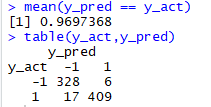 mean(y_pred == y_act)
[1] 0.9697368
> table(y_act,y_pred)
y_pred
y_act -1 1
-1 328 6
1 17 409